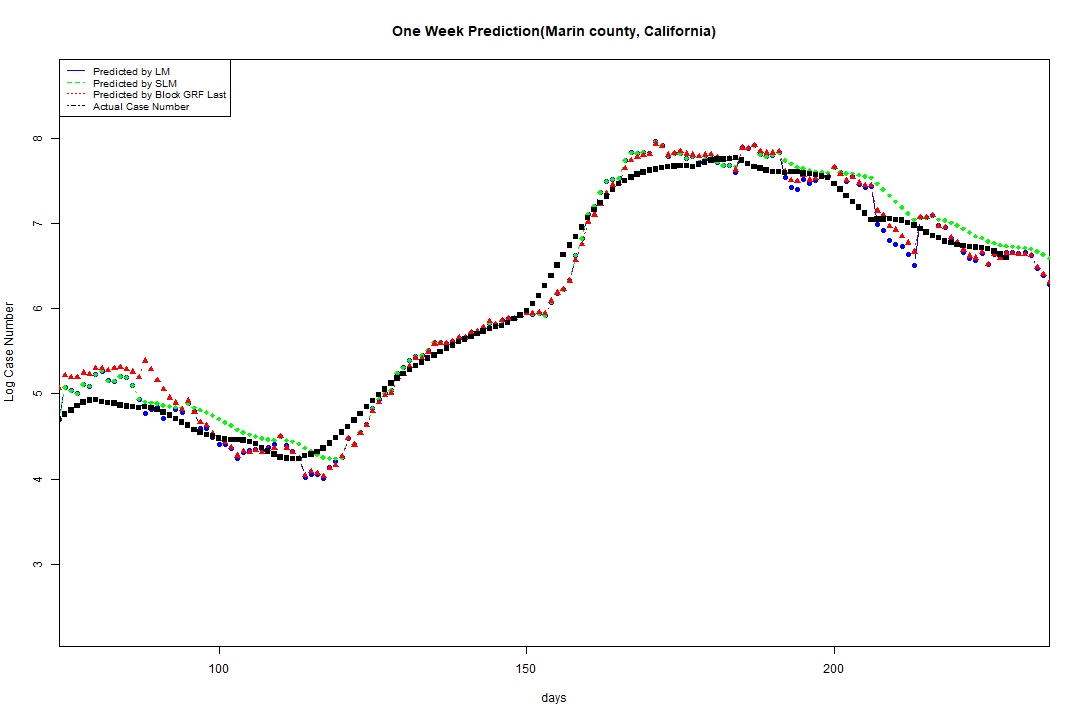 One Week Prediction(Marin county, California)
Predicted by LM
Predicted by SLM
Predicted by Block GRF Last
Actual Case Number
Log Case Number
8
7
6
5
4
3
100 150 200
days